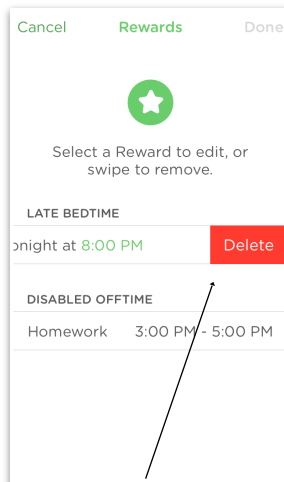 Cancel Rewards Done
Select a Reward to edit, or
swipe to remove.
LATE BEDTIME
onight at 8:00 PM Delete
DISABLED OFFTIME
Homework 3:00 PM - 5:00 PM